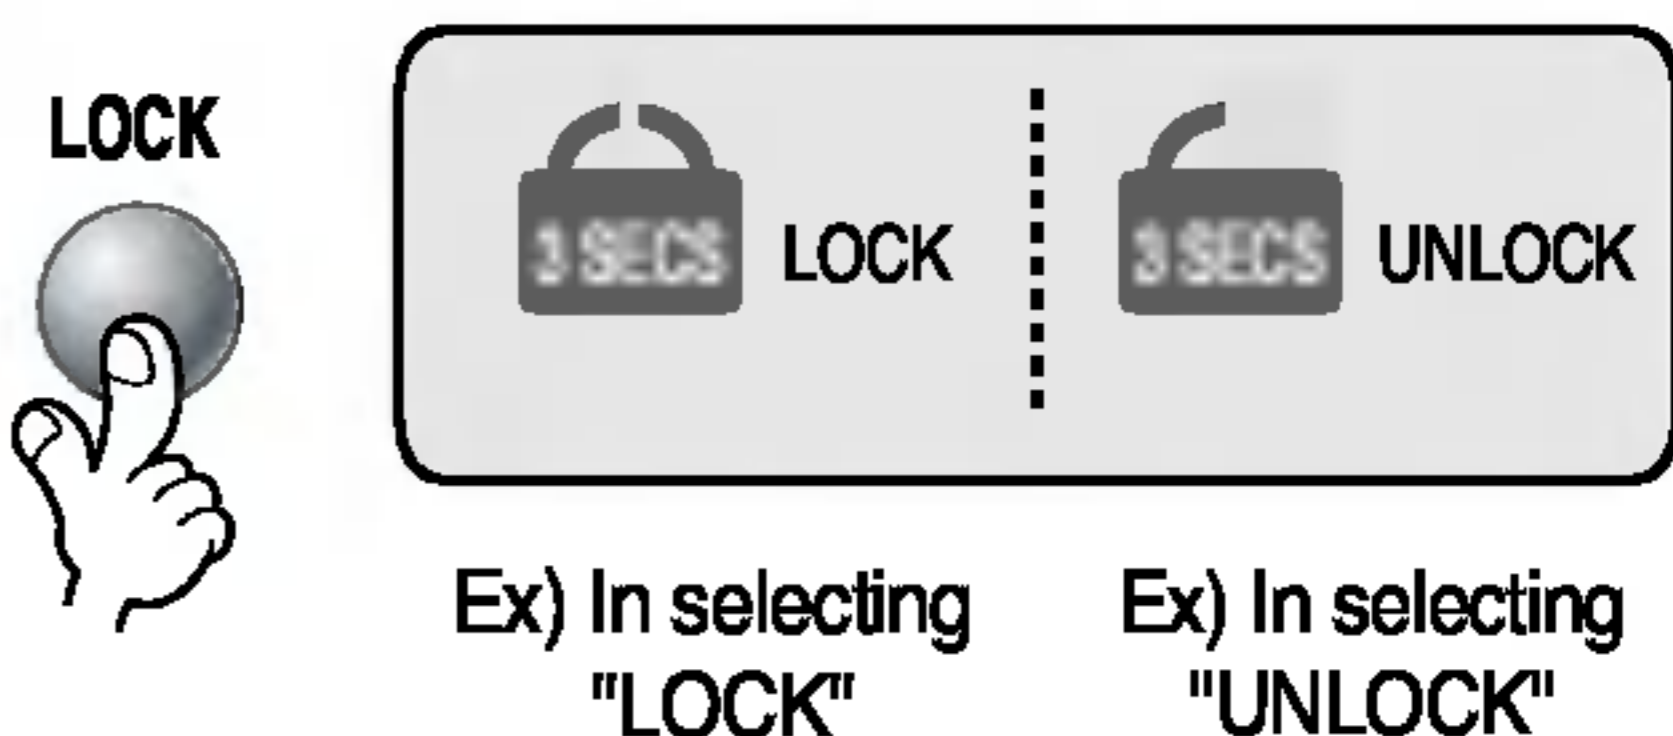 LOCK
3 SECS LOCK
3 SECS UNLOCK
Ex) In selecting
"LOCK"
Ex) In selecting
"UNLOCK"